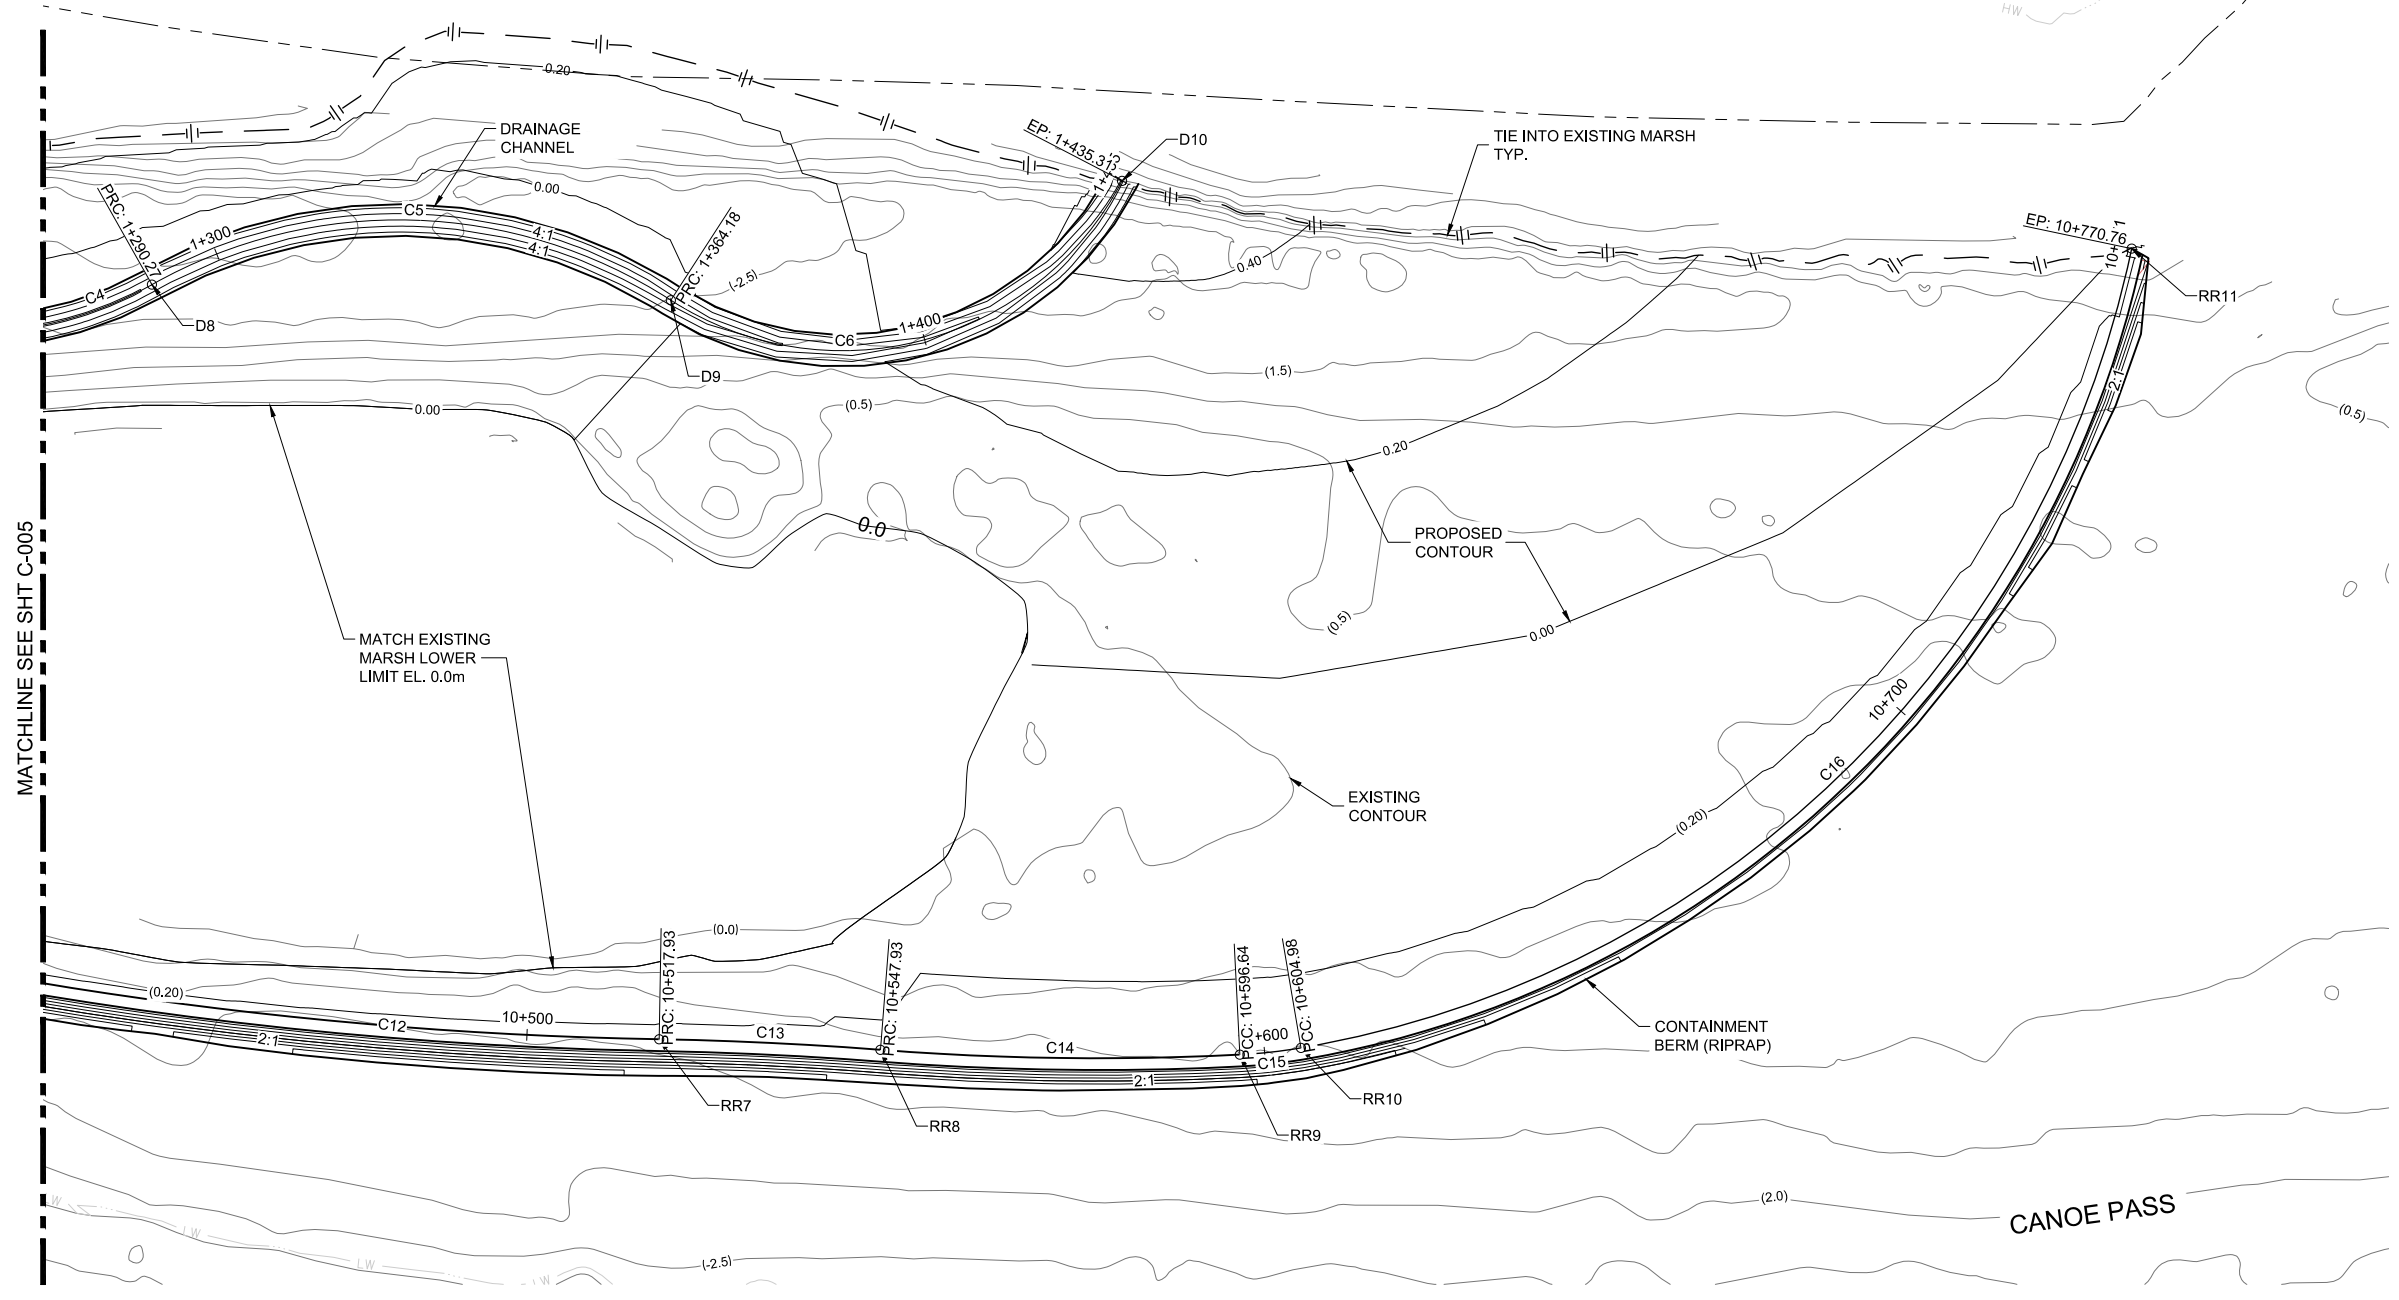 HW
0.20
DRAINAGE
CHANNEL
EP: 1+435.31
D10
TIE INTO EXISTING MARSH
TYP.
0.00
PRC: 1+290.27
C5
1+300
4:1
4:1
PRC: 1+364.18
(-2.5)
0.40
EP: 10+770.76
RR11
C4
D8
C6
1+400
D9
(1.5)
2:1
0.00
(0.5)
(0.5)
0.20
0.0
PROPOSED
CONTOUR
MATCHLINE SEE SHT C-005
(0.5)
0.00
MATCH EXISTING
MARSH LOWER
LIMIT EL. 0.0m
10+700
C16
EXISTING
CONTOUR
(0.20)
(0.0)
PRC: 10+517.93
PRC: 10+547.93
PCC: 10+596.64
PCC: 10+604.98
(0.20)
C12
10+500
C13
C14
+600
C15
2:1
2:1
CONTAINMENT
BERM (RIPRAP)
RR7
RR8
RR9
RR10
(2.0)
CANOE PASS
LW
LW
LW
LW
(-2.5)